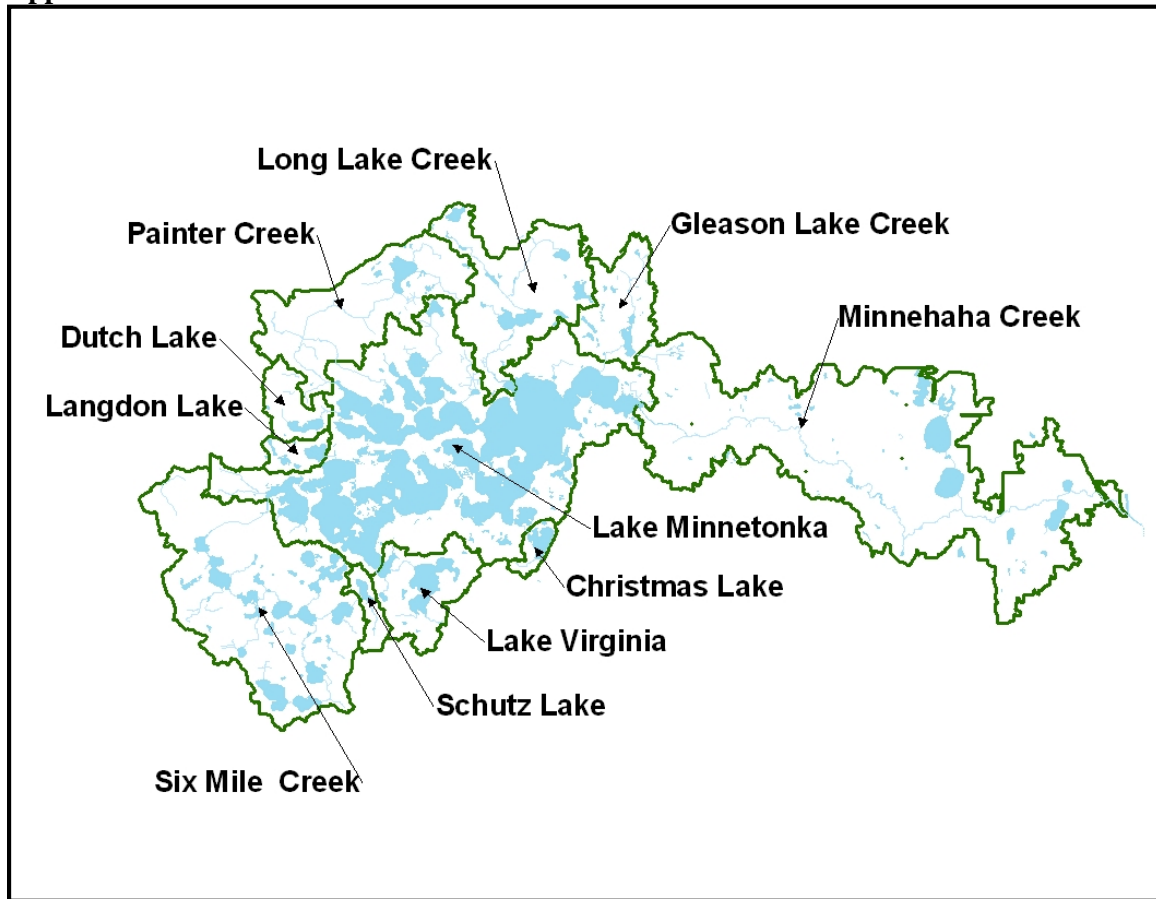 Long Lake Creek
Gleason Lake Creek
Painter Creek
Minnehaha Creek
Dutch Lake
Langdon Lake
Lake Minnetonka
Christmas Lake
Lake Virginia
Schutz Lake
Six Mile  Creek